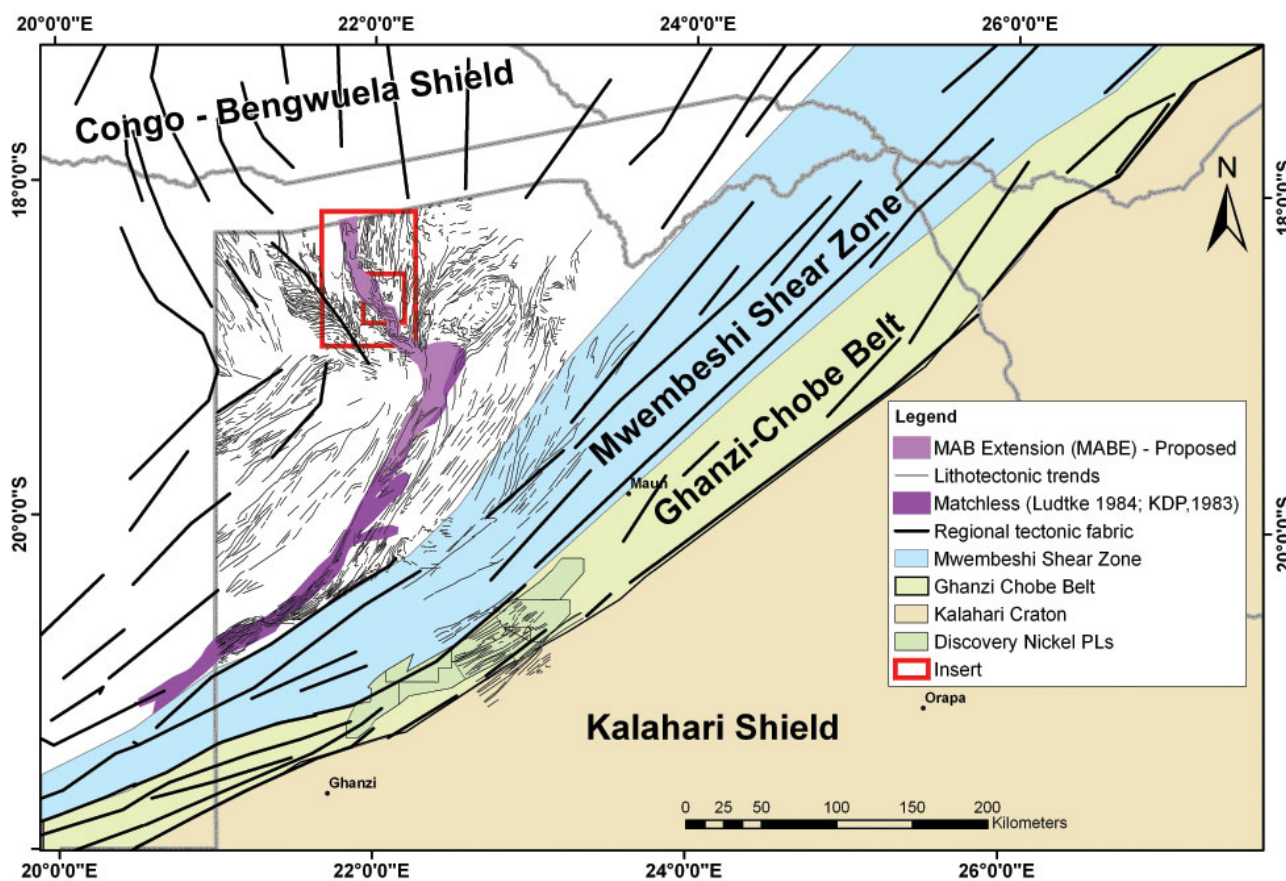 20°0'0"E 22°0'0"E 24°0'0"E 26°0'0"E
Congo - Bengwuela Shield
18°0'0"S
18°0'0"S
N
Mwembeshi Shear Zone
Ghanzi-Chobe Belt
Maun
20°0'0"S
20°0'0"S
Legend
MAB Extension (MABE) - Proposed
Lithotectonic trends
Matchless (Ludtke 1984; KDP,1983)
Regional tectonic fabric
Mwembeshi Shear Zone
Ghanzi Chobe Belt
Kalahari Craton
Discovery Nickel PLs
Insert
Orapa
Kalahari Shield
Ghanzi
0 25 50 100 150 200
Kilometers
20°0'0"E 22°0'0"E 24°0'0"E 26°0'0"E